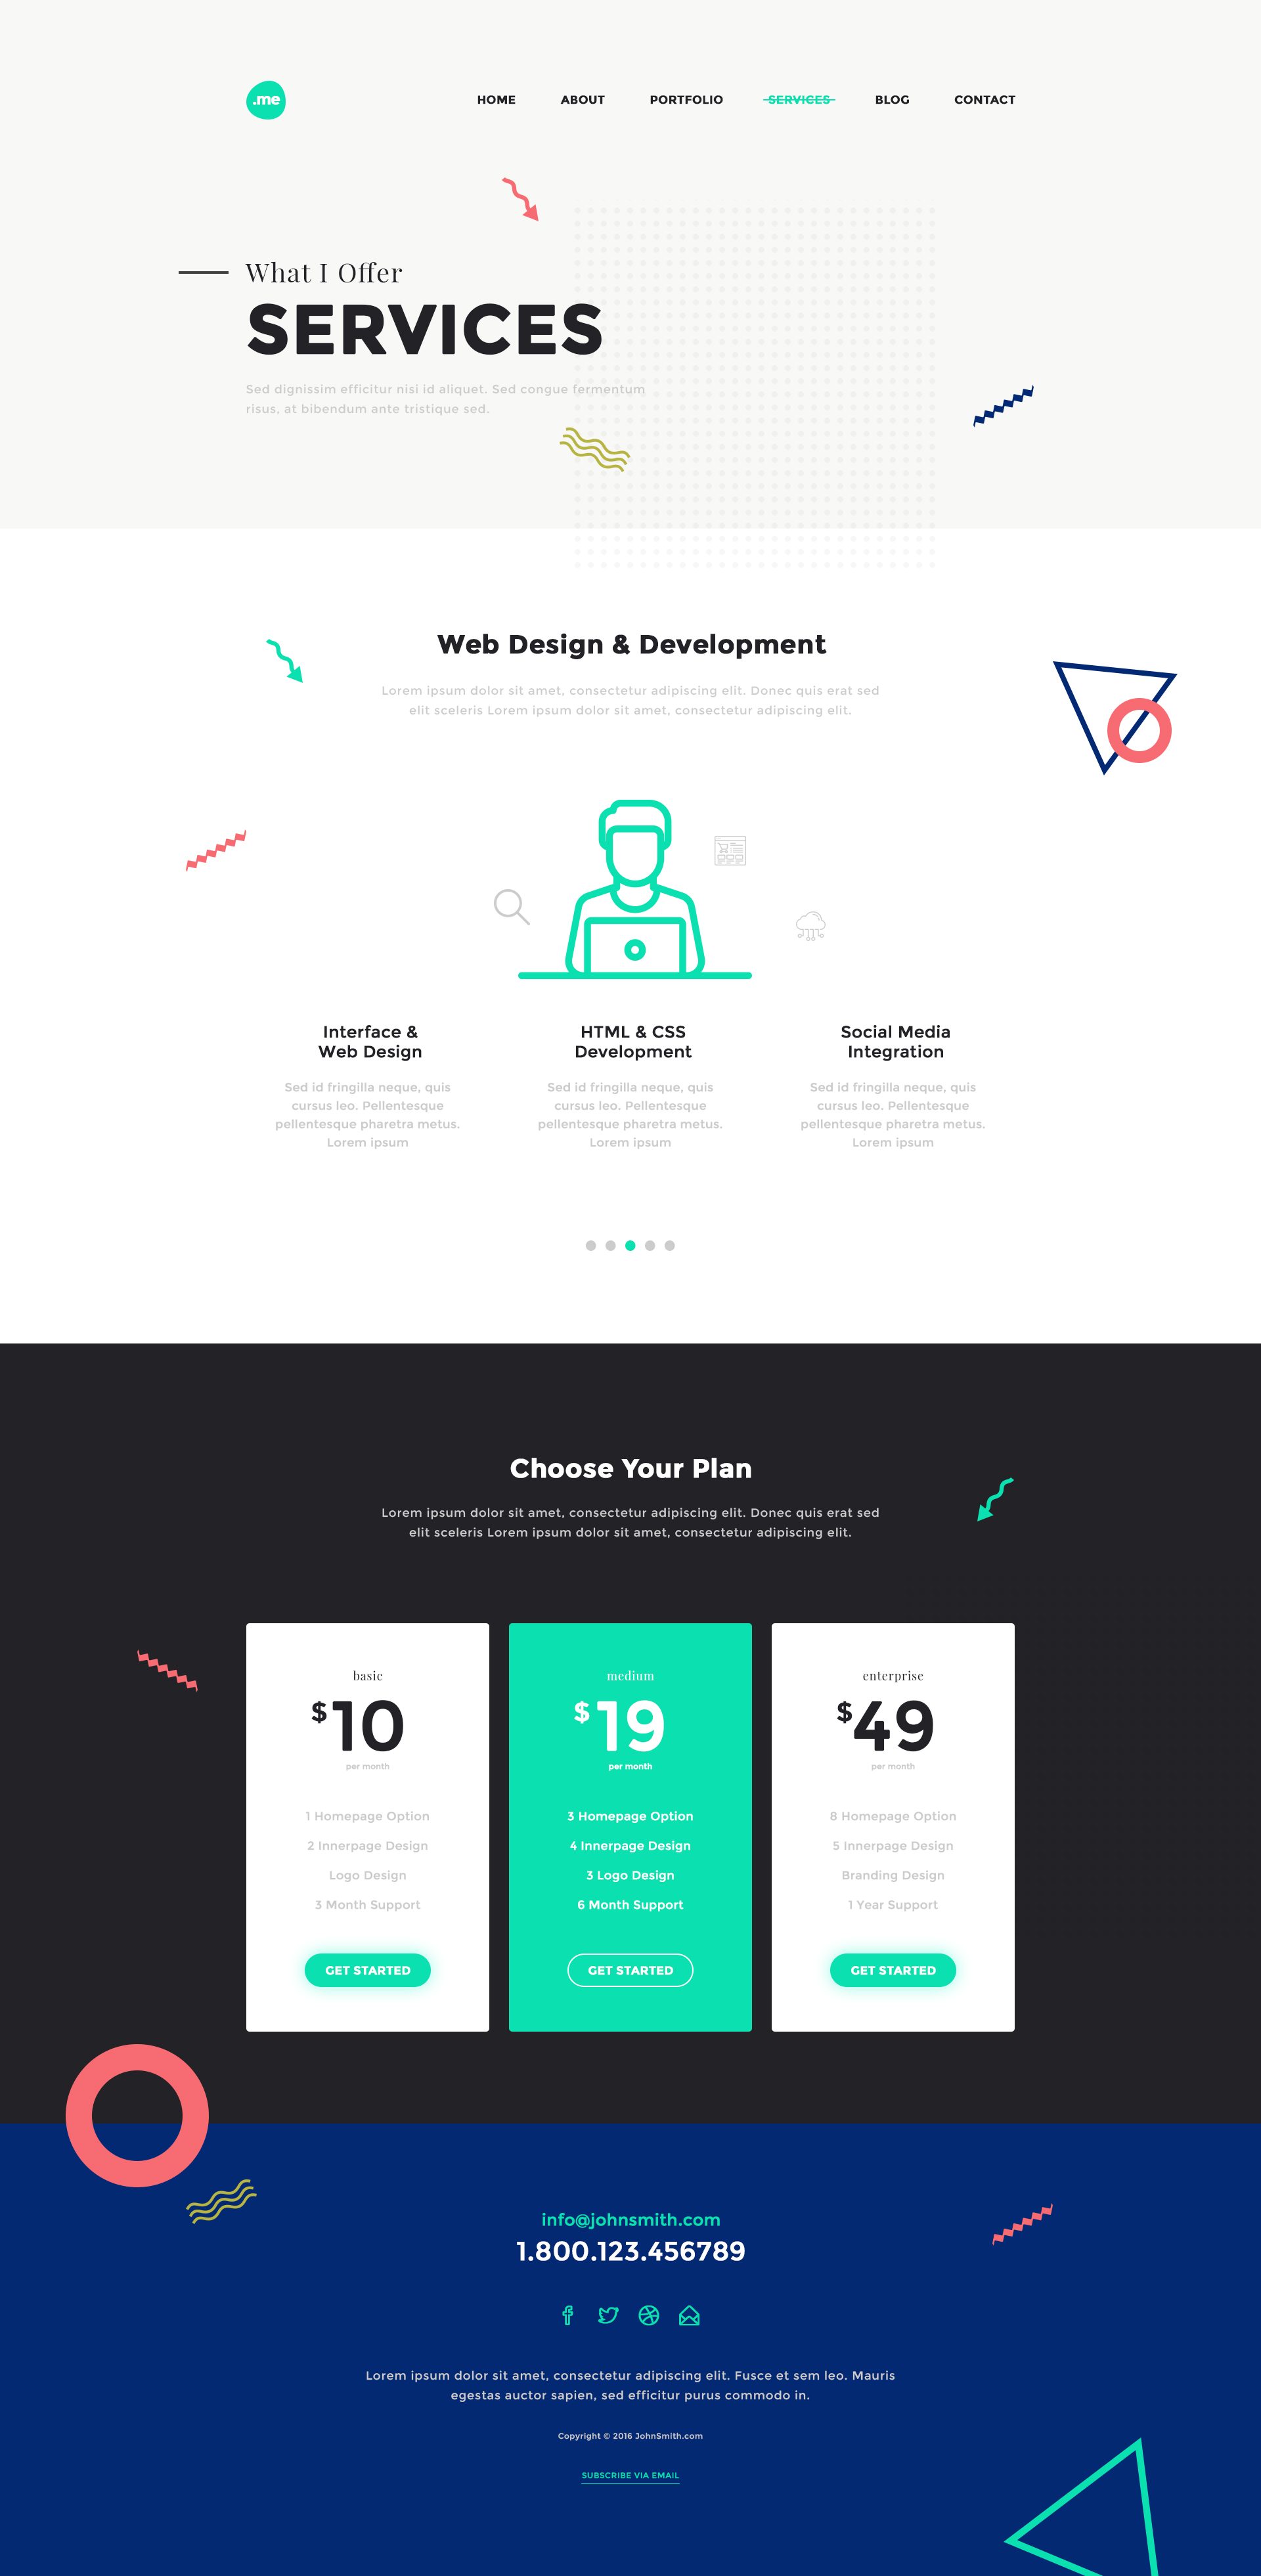 .me
HOME ABOUT PORTFOLIO SERVICES BLOG CONTACT
What I Offer
SERVICES
Sed dignissim efficitur nisi id aliquet. Sed congue fermentum
risus, at bibendum ante tristique sed.
Web Design & Development
Lorem ipsum dolor sit amet, consectetur adipiscing elit. Donec quis erat sed
elit sceleris Lorem ipsum dolor sit amet, consectetur adipiscing elit.
Interface &
Web Design
Sed id fringilla neque, quis
cursus leo. Pellentesque
pellentesque pharetra metus.
Lorem ipsum
HTML & CSS
Development
Sed id fringilla neque, quis
cursus leo. Pellentesque
pellentesque pharetra metus.
Lorem ipsum
Social Media
Integration
Sed id fringilla neque, quis
cursus leo. Pellentesque
pellentesque pharetra metus.
Lorem ipsum
Choose Your Plan
Lorem ipsum dolor sit amet, consectetur adipiscing elit. Donec quis erat sed
elit sceleris Lorem ipsum dolor sit amet, consectetur adipiscing elit.
basic
$10
per month
1 Homepage Option
2 Innerpage Design
Logo Design
3 Month Support
GET STARTED
medium
$19
per month
3 Homepage Option
4 Innerpage Design
3 Logo Design
6 Month Support
GET STARTED
enterprise
$49
per month
8 Homepage Option
5 Innerpage Design
Branding Design
1 Year Support
GET STARTED
info@johnsmith.com
1.800.123.456789
Lorem ipsum dolor sit amet, consectetur adipiscing elit. Fusce et sem leo. Mauris
egestas auctor sapien, sed efficitur purus commodo in.
Copyright © 2016 JohnSmith.com
SUBSCRIBE VIA EMAIL